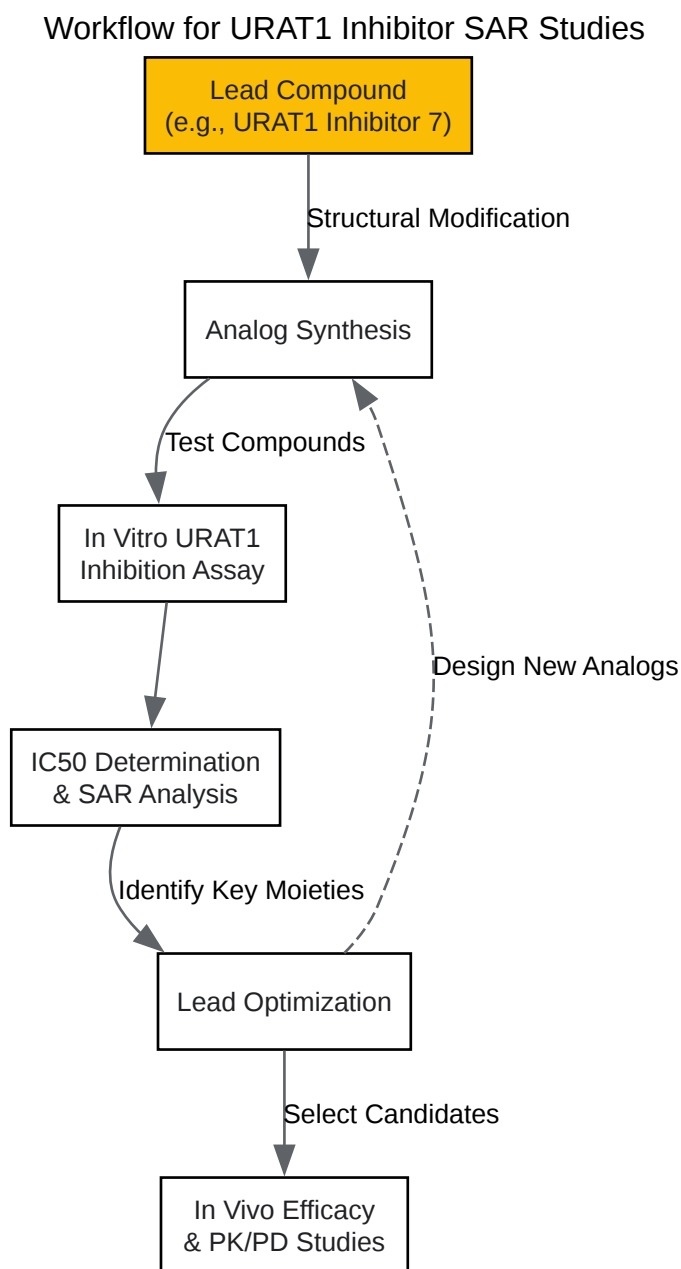 Workflow for URAT1 Inhibitor SAR Studies
Lead Compound
(e.g., URAT1 Inhibitor 7)
Structural Modification
Analog Synthesis
Test Compounds
In Vitro URAT1
Inhibition Assay
Design New Analogs
IC50 Determination
& SAR Analysis
Identify Key Moieties
Lead Optimization
Select Candidates
In Vivo Efficacy
& PK/PD Studies